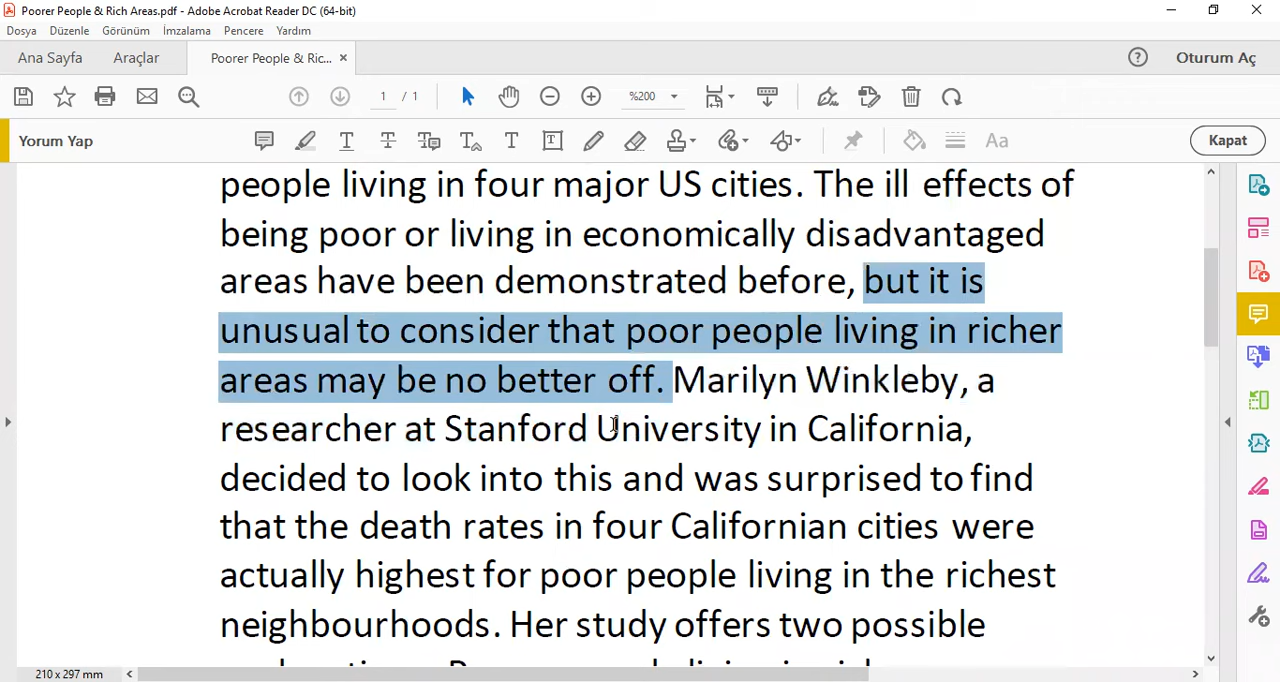 Poorer People & Rich Areas.pdf - Adobe Acrobat Reader DC (64-bit)
Dosya Düzenle Görünüm İmzalama Pencere Yardım
Ana Sayfa Araçlar Poorer People & Ric... × Oturum Aç
1 / 1 %200
Yorum Yap Aa Kapat
people living in four major US cities. The ill effects of
being poor or living in economically disadvantaged
areas have been demonstrated before, but it is
unusual to consider that poor people living in richer
areas may be no better off. Marilyn Winkleby, a
researcher at Stanford University in California,
decided to look into this and was surprised to find
that the death rates in four Californian cities were
actually highest for poor people living in the richest
neighbourhoods. Her study offers two possible
210 x 297 mm